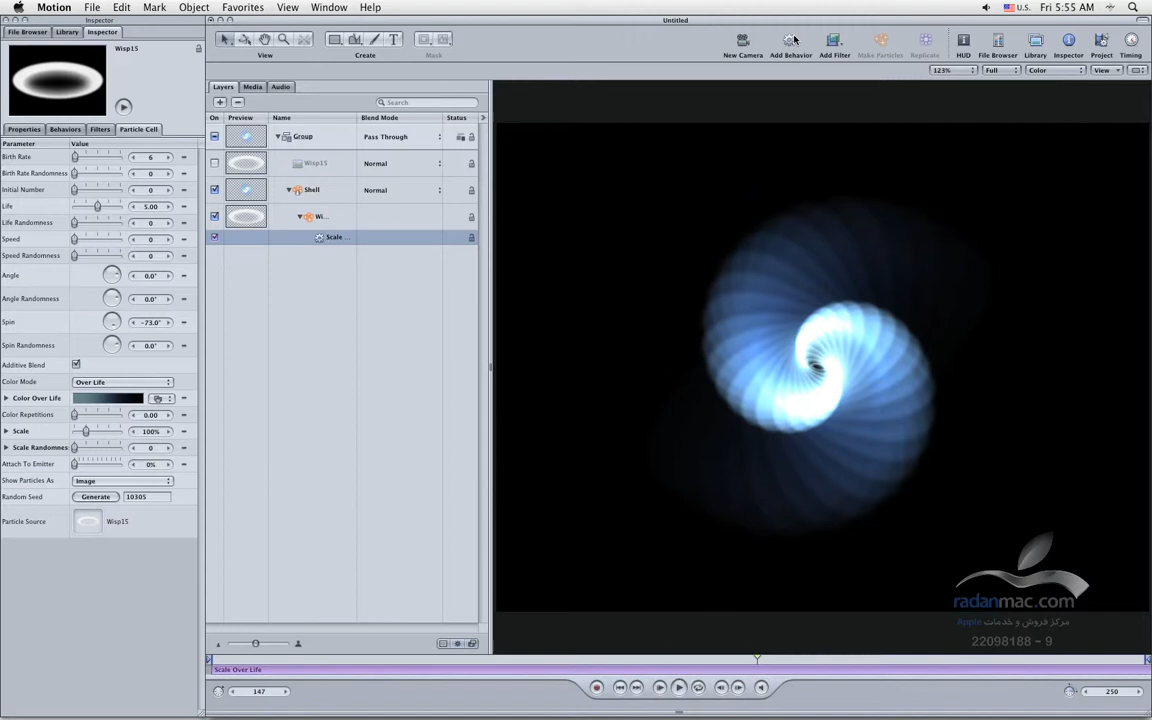 Motion File Edit Mark Object Favorites View Window Help U.S. Fri 5:55 AM
Inspector Untitled
File Browser Library Inspector
Wisp15
View Create Mask New Camera Add Behavior Add Filter Make Particles Replicate HUD File Browser Library Inspector Project Timing
123% Full Color View
Layers Media Audio
Search
On Preview Name Blend Mode Status
Group Pass Through
Wisp15 Normal
Shell Normal
Wi...
Scale ...
Properties Behaviors Filters Particle Cell
Parameter Value
Birth Rate 6
Birth Rate Randomness 0
Initial Number 0
Life 5.00
Life Randomness 0
Speed 0
Speed Randomness 0
Angle 0.0°
Angle Randomness 0.0°
Spin -73.0°
Spin Randomness 0.0°
Additive Blend
Color Mode Over Life
Color Over Life
Color Repetitions 0.00
Scale 100%
Scale Randomnes 0
Attach To Emitter 0%
Show Particles As Image
Random Seed Generate 10305
Particle Source Wisp15
radanmac.com
مرکز فروش و خدمات Apple
22098188 - 9
Scale Over Life
147 250